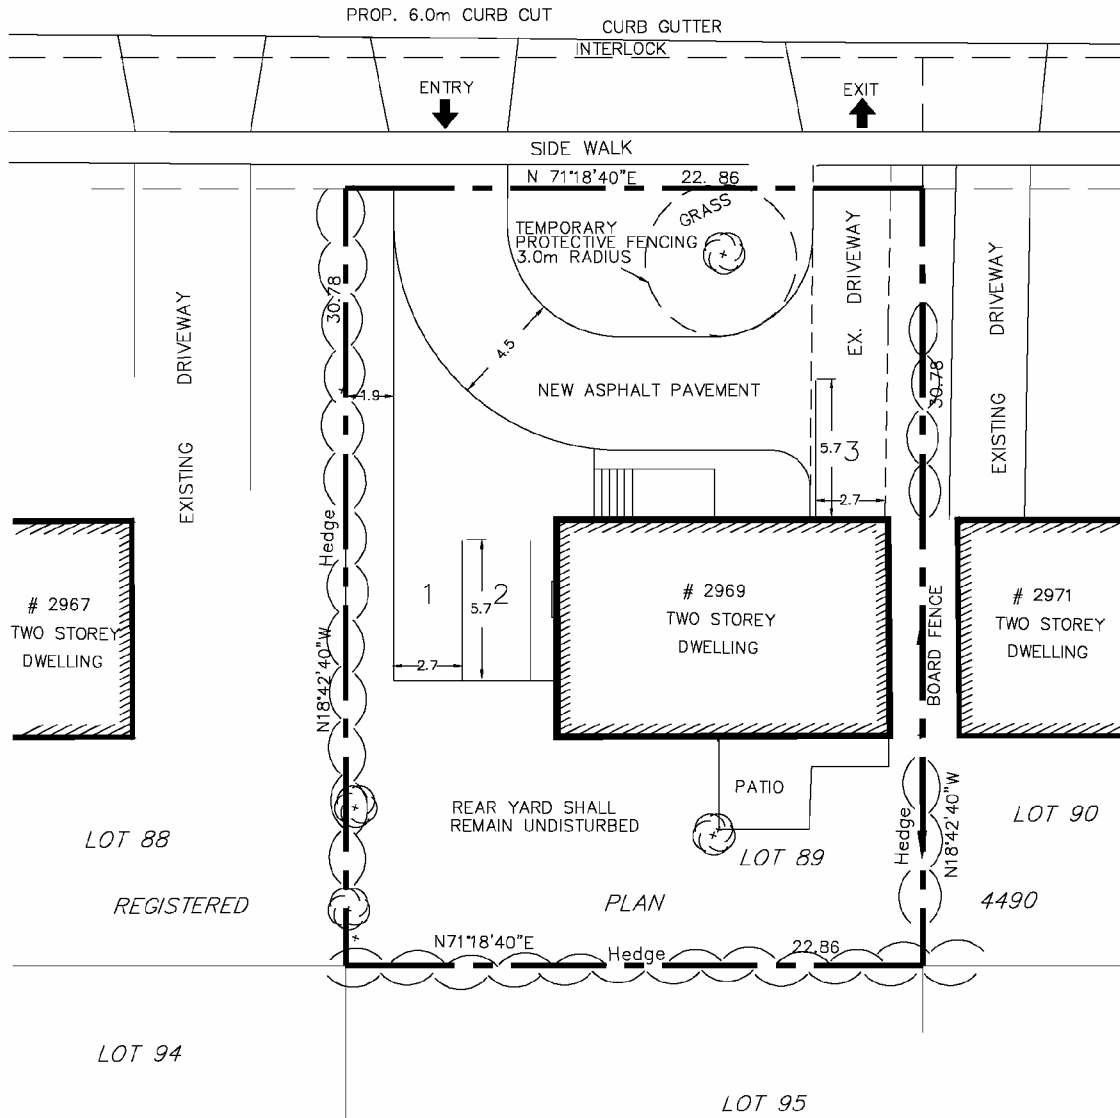 PROP. 6.0m CURB CUT
CURB GUTTER
INTERLOCK
ENTRY
EXIT
SIDE WALK
N 71°18'40"E
22.86
GRASS
TEMPORARY
PROTECTIVE FENCING
3.0m RADIUS
30.78
EXISTING DRIVEWAY
EX. DRIVEWAY
EXISTING DRIVEWAY
30.78
4.5
1.9
NEW ASPHALT PAVEMENT
5.7
3
2.7
Hedge
# 2967
TWO STOREY
DWELLING
1
2
5.7
2.7
# 2969
TWO STOREY
DWELLING
# 2971
TWO STOREY
DWELLING
BOARD FENCE
N18°42'40"W
PATIO
REAR YARD SHALL
REMAIN UNDISTURBED
Hedge
N18°42'40"W
LOT 88
LOT 89
LOT 90
REGISTERED
PLAN
4490
N71°18'40"E
Hedge
22.86
LOT 94
LOT 95